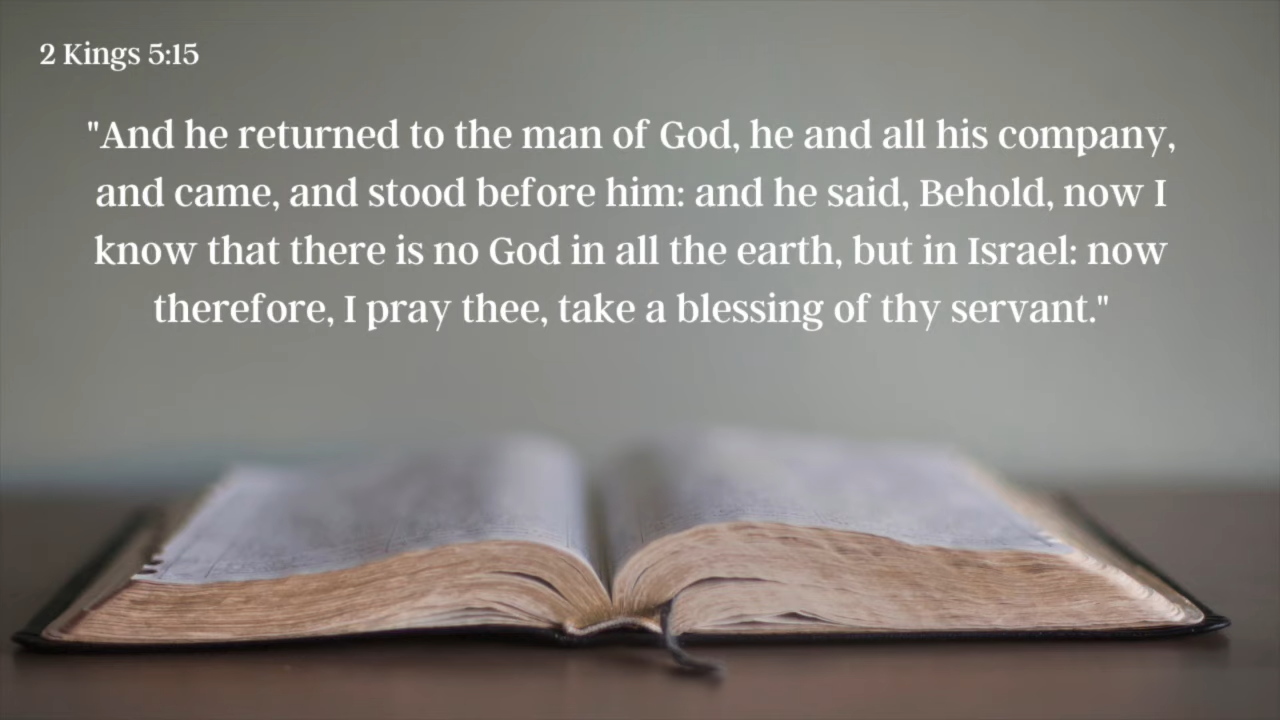 2 Kings 5:15
"And he returned to the man of God, he and all his company,
and came, and stood before him: and he said, Behold, now I
know that there is no God in all the earth, but in Israel: now
therefore, I pray thee, take a blessing of thy servant."